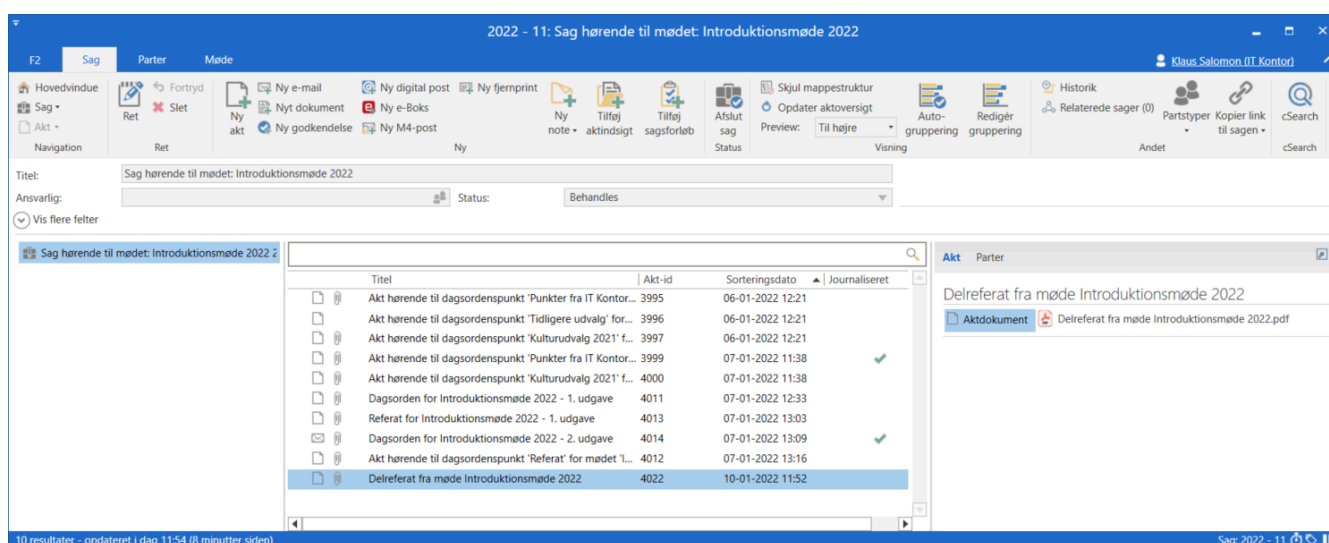 2022 - 11: Sag hørende til mødet: Introduktionsmøde 2022
F2 Sag Parter Møde Klaus Salomon (IT Kontor)
Hovedvindue Fortryd Ny e-mail Ny digital post Ny fjernprint Skjul mappestruktur Historik
Sag Ret Slet Ny akt Nyt dokument Ny e-Boks Ny note Tilføj aktindsigt Tilføj sagsforløb Afslut sag Opdater aktoversigt Auto-gruppering Redigér gruppering Relaterede sager (0) Partstyper Kopier link til sagen cSearch
Akt Ny godkendelse Ny M4-post Preview: Til højre
Navigation Ret Ny Status Visning Andet cSearch
Titel: Sag hørende til mødet: Introduktionsmøde 2022
Ansvarlig: Status: Behandles
Vis flere felter
Sag hørende til mødet: Introduktionsmøde 2022 2
Titel Akt-id Sorteringsdato Journaliseret
Akt hørende til dagsordenspunkt 'Punkter fra IT Kontor... 3995 06-01-2022 12:21
Akt hørende til dagsordenspunkt 'Tidligere udvalg' for... 3996 06-01-2022 12:21
Akt hørende til dagsordenspunkt 'Kulturudvalg 2021' f... 3997 06-01-2022 12:21
Akt hørende til dagsordenspunkt 'Punkter fra IT Kontor... 3999 07-01-2022 11:38
Akt hørende til dagsordenspunkt 'Kulturudvalg 2021' f... 4000 07-01-2022 11:38
Dagsorden for Introduktionsmøde 2022 - 1. udgave 4011 07-01-2022 12:33
Referat for Introduktionsmøde 2022 - 1. udgave 4013 07-01-2022 13:03
Dagsorden for Introduktionsmøde 2022 - 2. udgave 4014 07-01-2022 13:09
Akt hørende til dagsordenspunkt 'Referat' for mødet 'I... 4012 07-01-2022 13:16
Delreferat fra møde Introduktionsmøde 2022 4022 10-01-2022 11:52
Akt Parter
Delreferat fra møde Introduktionsmøde 2022
Aktdokument Delreferat fra møde Introduktionsmøde 2022.pdf
10 resultater - opdateret i dag 11:54 (8 minutter siden) Sag: 2022 - 11